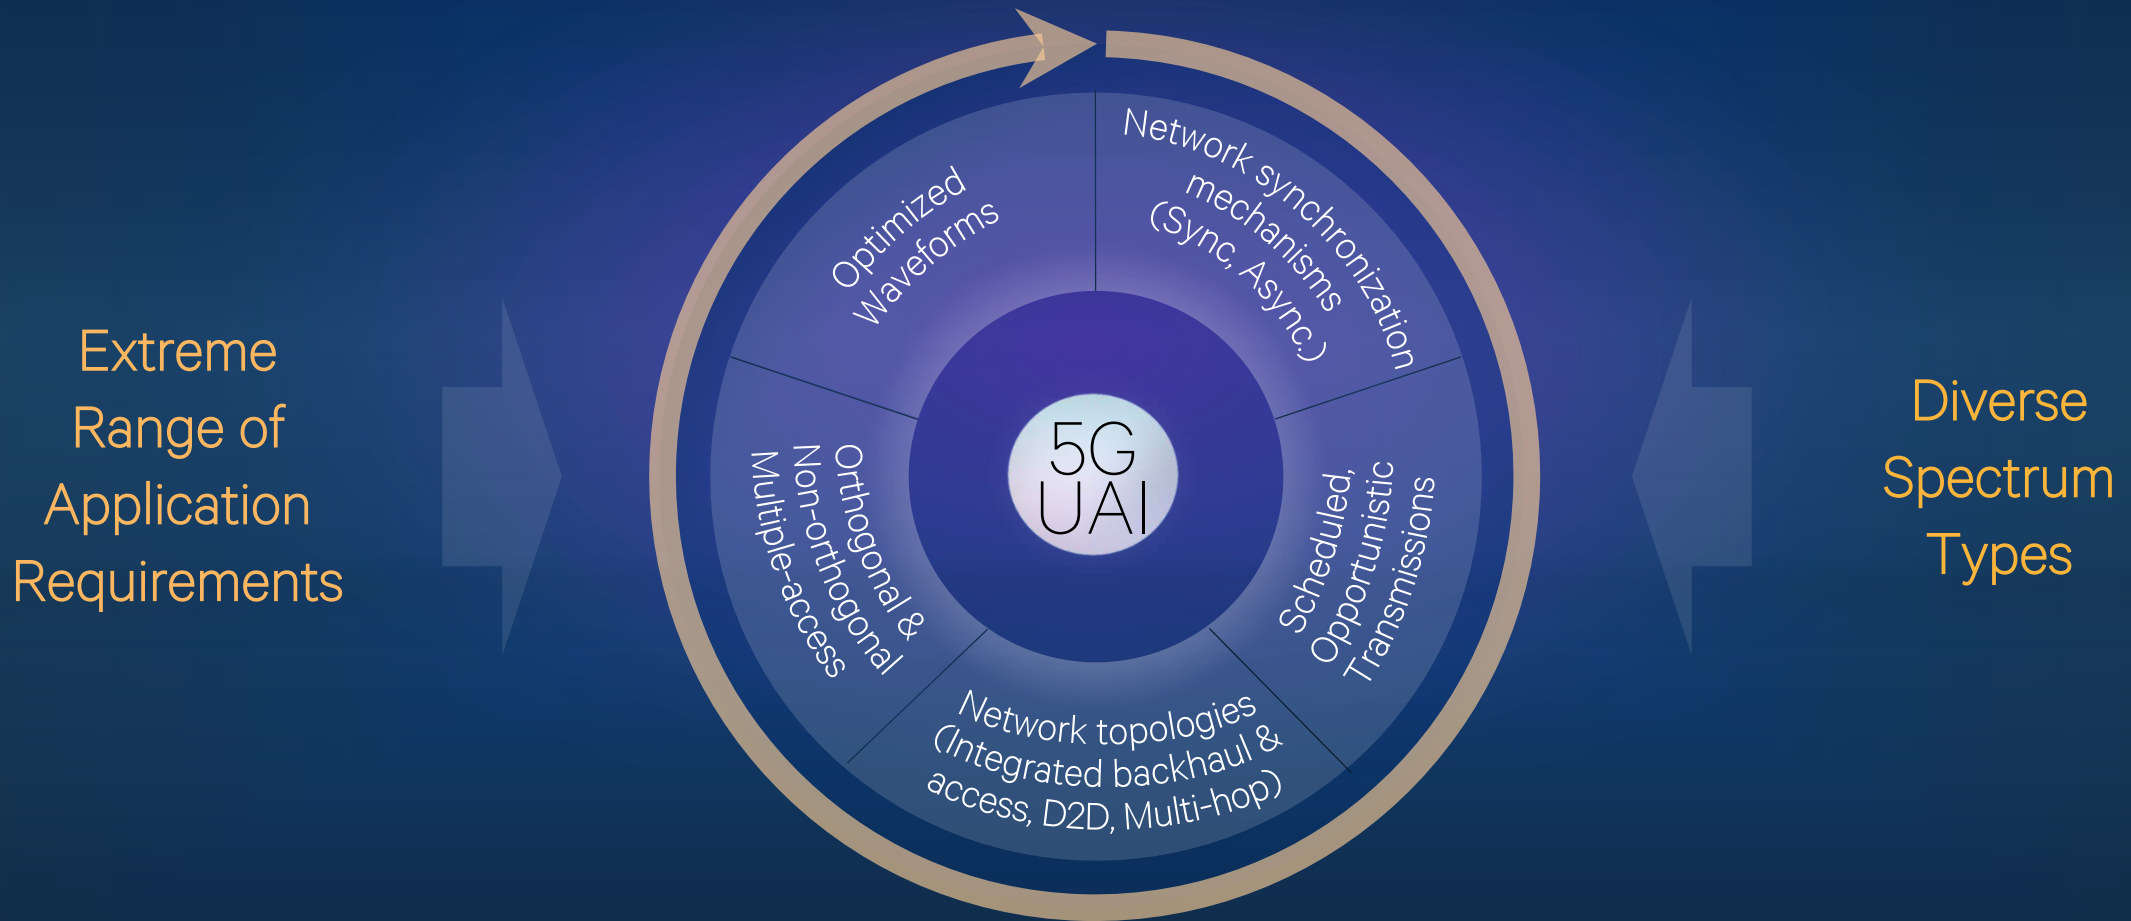 Extreme
Range of
Application
Requirements
Optimized
Waveforms
Network synchronization
mechanisms
(Sync, Async.)
Orthogonal &
Non-orthogonal
Multiple-access
5G
UAI
Scheduled,
Opportunistic
Transmissions
Network topologies
(Integrated backhaul &
access, D2D, Multi-hop)
Diverse
Spectrum
Types